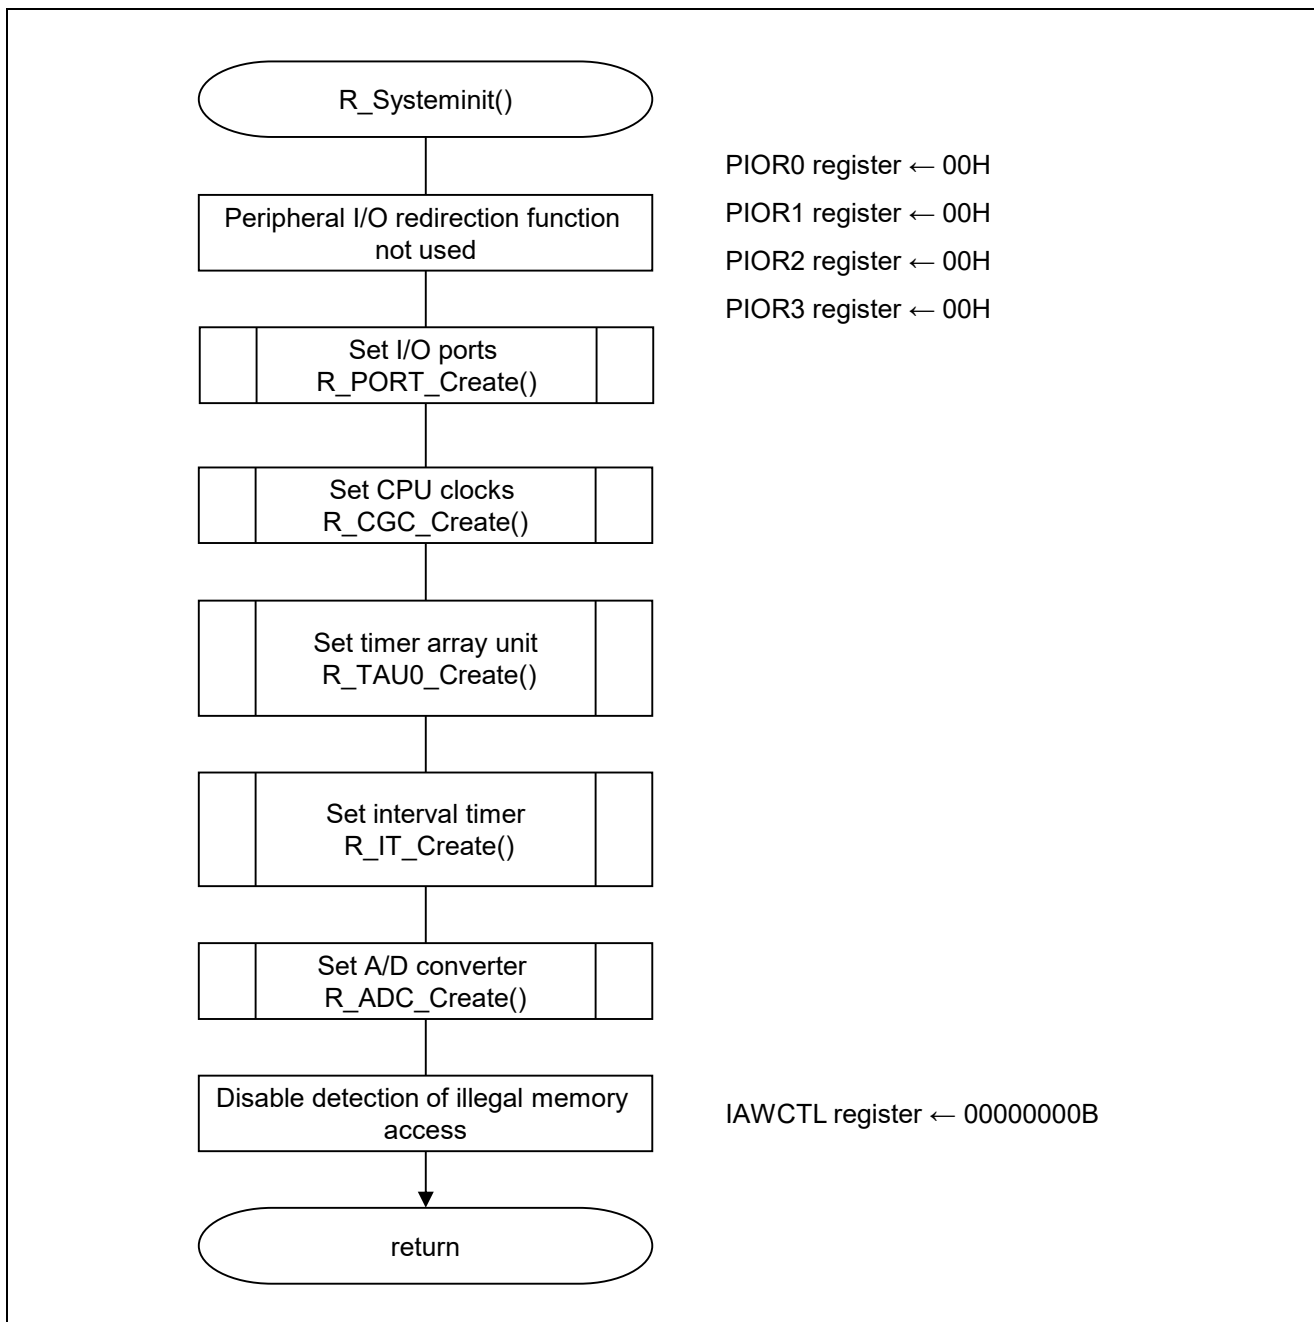 R_Systeminit()
PIOR0 register ← 00H
Peripheral I/O redirection function
not used
PIOR1 register ← 00H
PIOR2 register ← 00H
PIOR3 register ← 00H
Set I/O ports
R_PORT_Create()
Set CPU clocks
R_CGC_Create()
Set timer array unit
R_TAU0_Create()
Set interval timer
R_IT_Create()
Set A/D converter
R_ADC_Create()
Disable detection of illegal memory
access
IAWCTL register ← 00000000B
return